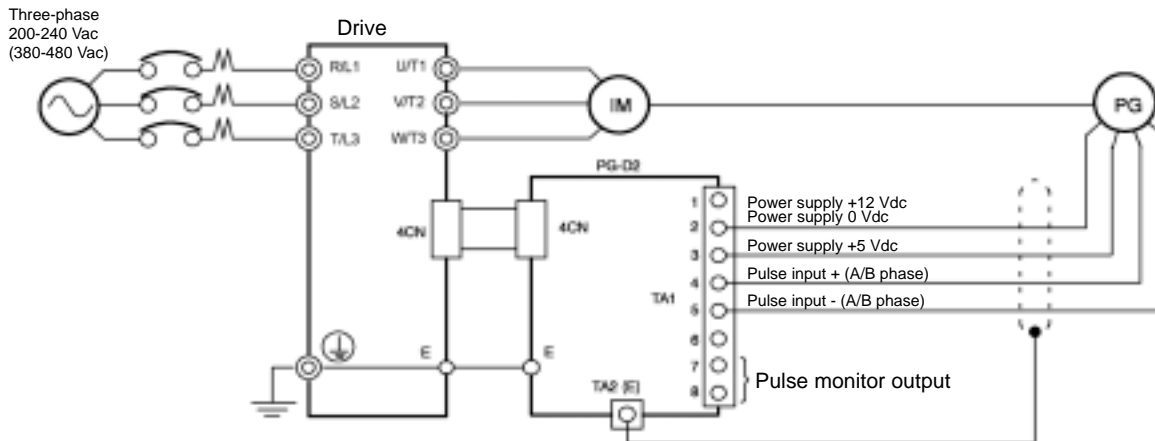 Three-phase
200-240 Vac
(380-480 Vac)
Drive
R/L1 U/T1
S/L2 V/T2
T/L3 W/T3
IM
PG
PG-D2
4CN
4CN
1 Power supply +12 Vdc
2 Power supply 0 Vdc
3 Power supply +5 Vdc
4 Pulse input + (A/B phase)
TA1
5 Pulse input - (A/B phase)
6
7
8
Pulse monitor output
E
E
TA2 (E)